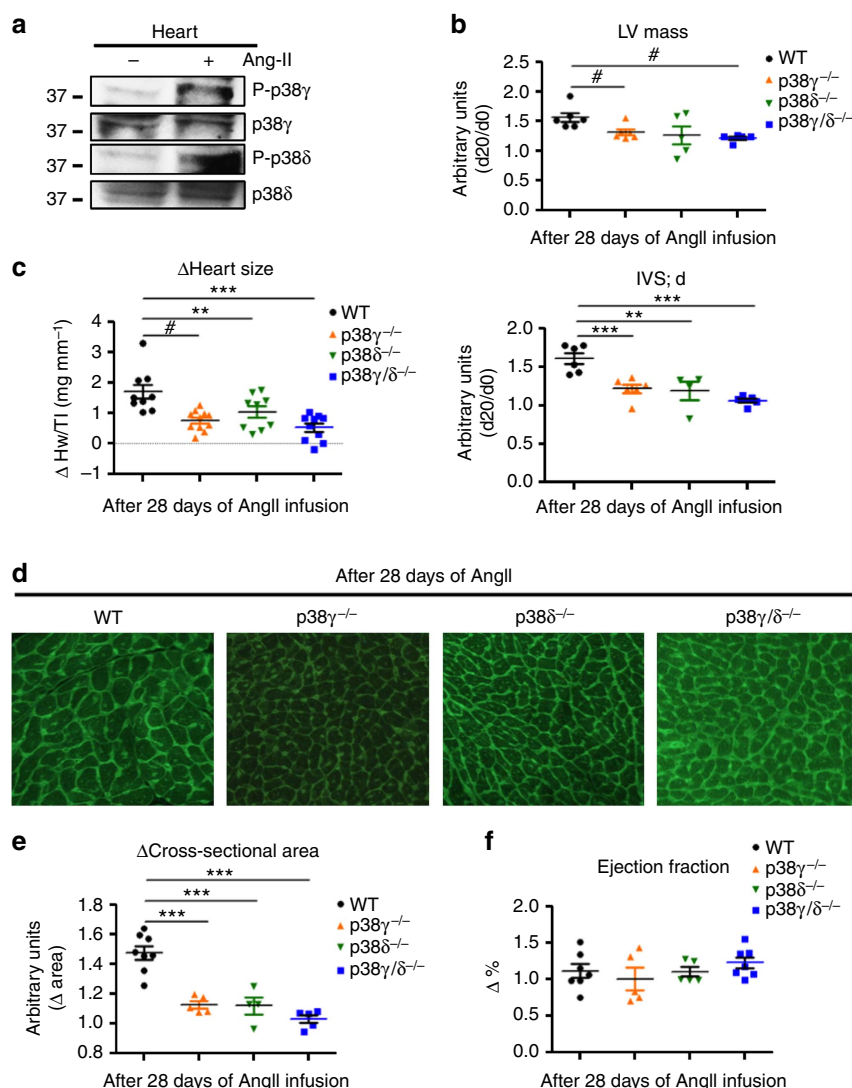 a
Heart
– + Ang-II
37 P-p38γ
37 p38γ
37 P-p38δ
37 p38δ
b
LV mass
#
#
WT
p38γ⁻/⁻
p38δ⁻/⁻
p38γ/δ⁻/⁻
Arbitrary units
(d20/d0)
2.5
2.0
1.5
1.0
0.5
0.0
After 28 days of AngII infusion
IVS; d
***
**
***
Arbitrary units
(d20/d0)
2.0
1.5
1.0
0.5
0.0
After 28 days of AngII infusion
c
ΔHeart size
***
**
#
WT
p38γ⁻/⁻
p38δ⁻/⁻
p38γ/δ⁻/⁻
Δ Hw/Tl (mg mm⁻¹)
4
3
2
1
0
–1
After 28 days of AngII infusion
d
After 28 days of AngII
WT p38γ⁻/⁻ p38δ⁻/⁻ p38γ/δ⁻/⁻
e
ΔCross-sectional area
***
***
***
WT
p38γ⁻/⁻
p38δ⁻/⁻
p38γ/δ⁻/⁻
Arbitrary units
(Δ area)
1.8
1.6
1.4
1.2
1.0
0.8
After 28 days of AngII infusion
f
Ejection fraction
WT
p38γ⁻/⁻
p38δ⁻/⁻
p38γ/δ⁻/⁻
Δ %
2.0
1.5
1.0
0.5
0.0
After 28 days of AngII infusion